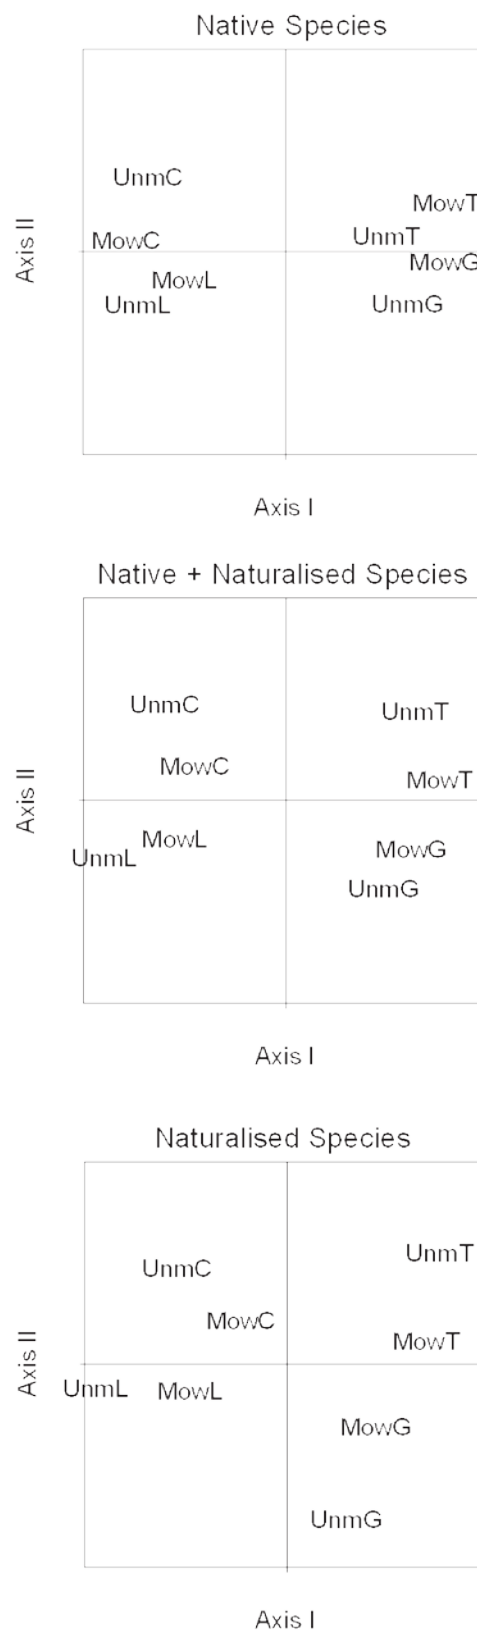 Native Species
UnmC
MowT
UnmT
MowC
MowG
MowL
UnmL
UnmG
Axis II
Axis I
Native + Naturalised Species
UnmC
UnmT
MowC
MowT
MowL
MowG
UnmL
UnmG
Axis II
Axis I
Naturalised Species
UnmT
UnmC
MowC
MowT
UnmL
MowL
MowG
UnmG
Axis II
Axis I